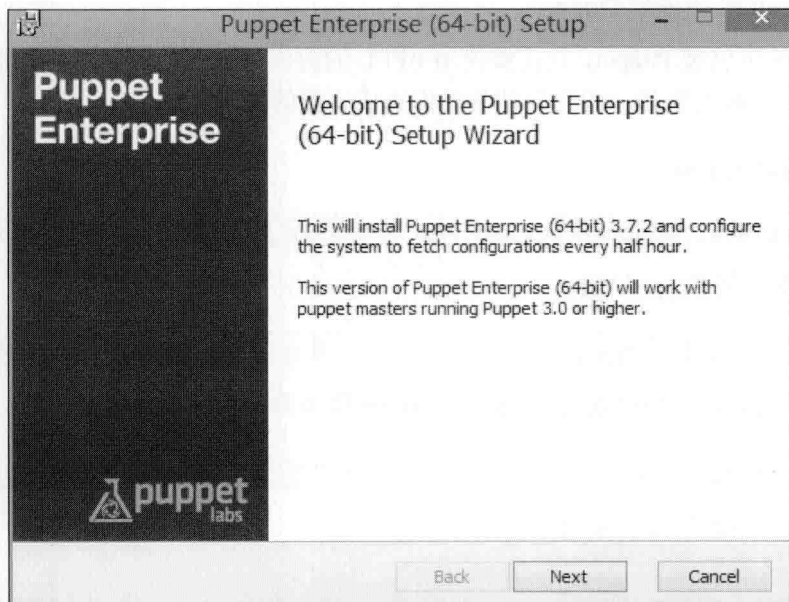 Puppet Enterprise (64-bit) Setup
Puppet
Enterprise
Welcome to the Puppet Enterprise
(64-bit) Setup Wizard
This will install Puppet Enterprise (64-bit) 3.7.2 and configure
the system to fetch configurations every half hour.
This version of Puppet Enterprise (64-bit) will work with
puppet masters running Puppet 3.0 or higher.
puppet
labs
Back
Next
Cancel